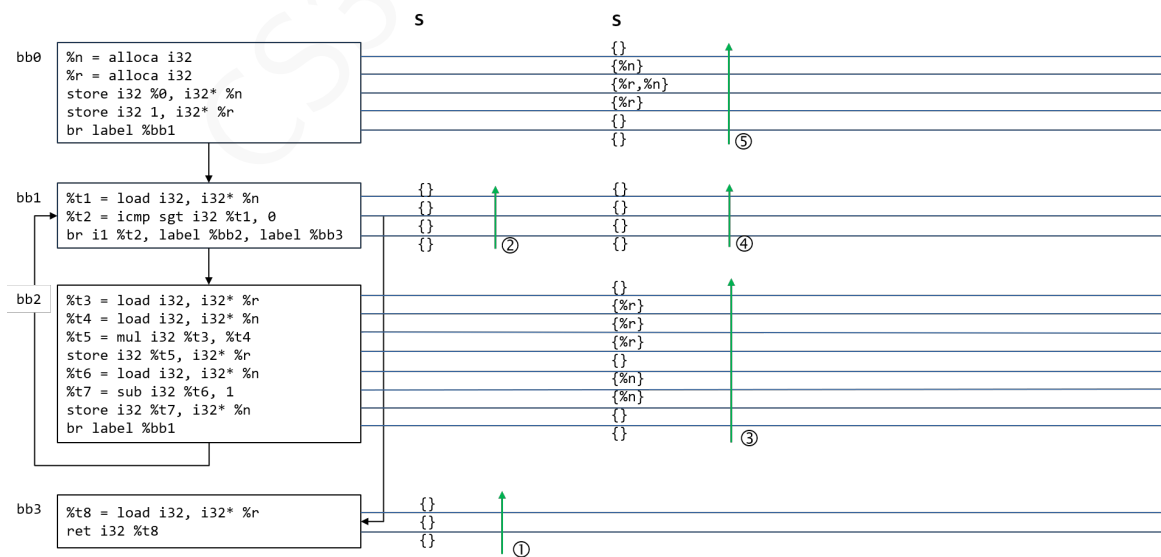 S S
bb0
%n = alloca i32
%r = alloca i32
store i32 %0, i32* %n
store i32 1, i32* %r
br label %bb1
{}
{%n}
{%r,%n}
{%r}
{}
{}
⑤
bb1
%t1 = load i32, i32* %n
%t2 = icmp sgt i32 %t1, 0
br i1 %t2, label %bb2, label %bb3
{}
{}
{}
{}
②
{}
{}
{}
{}
④
bb2
%t3 = load i32, i32* %r
%t4 = load i32, i32* %n
%t5 = mul i32 %t3, %t4
store i32 %t5, i32* %r
%t6 = load i32, i32* %n
%t7 = sub i32 %t6, 1
store i32 %t7, i32* %n
br label %bb1
{}
{%r}
{%r}
{%r}
{}
{%n}
{%n}
{}
{}
③
bb3
%t8 = load i32, i32* %r
ret i32 %t8
{}
{}
{}
①